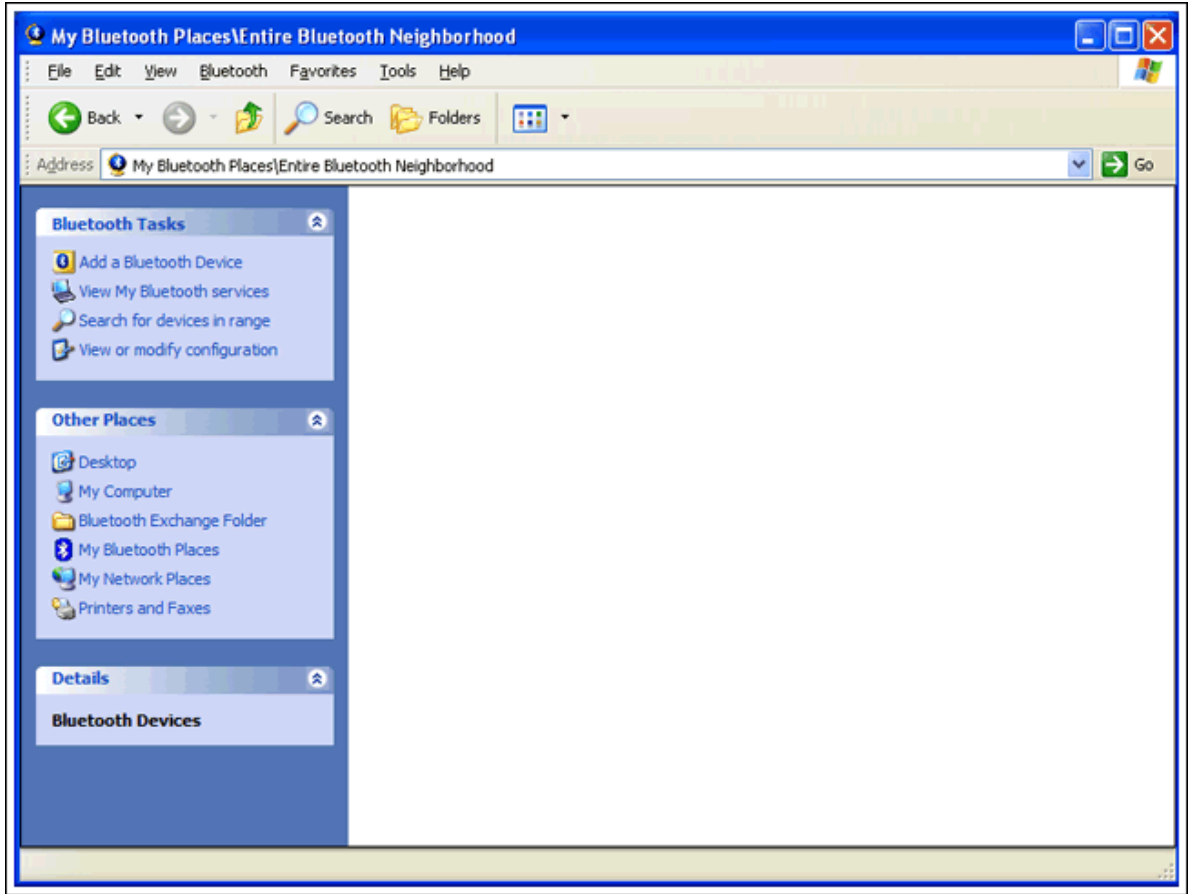 My Bluetooth Places\Entire Bluetooth Neighborhood
File Edit View Bluetooth Favorites Tools Help
Back Search Folders
Address My Bluetooth Places\Entire Bluetooth Neighborhood Go
Bluetooth Tasks
Add a Bluetooth Device
View My Bluetooth services
Search for devices in range
View or modify configuration
Other Places
Desktop
My Computer
Bluetooth Exchange Folder
My Bluetooth Places
My Network Places
Printers and Faxes
Details
Bluetooth Devices